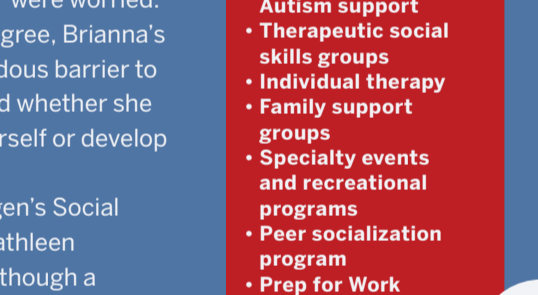 were worried.
gree, Brianna's
dous barrier to
d whether she
rself or develop
gen's Social
athleen
though a
Autism support
• Therapeutic social
skills groups
• Individual therapy
• Family support
groups
• Specialty events
and recreational
programs
• Peer socialization
program
• Prep for Work